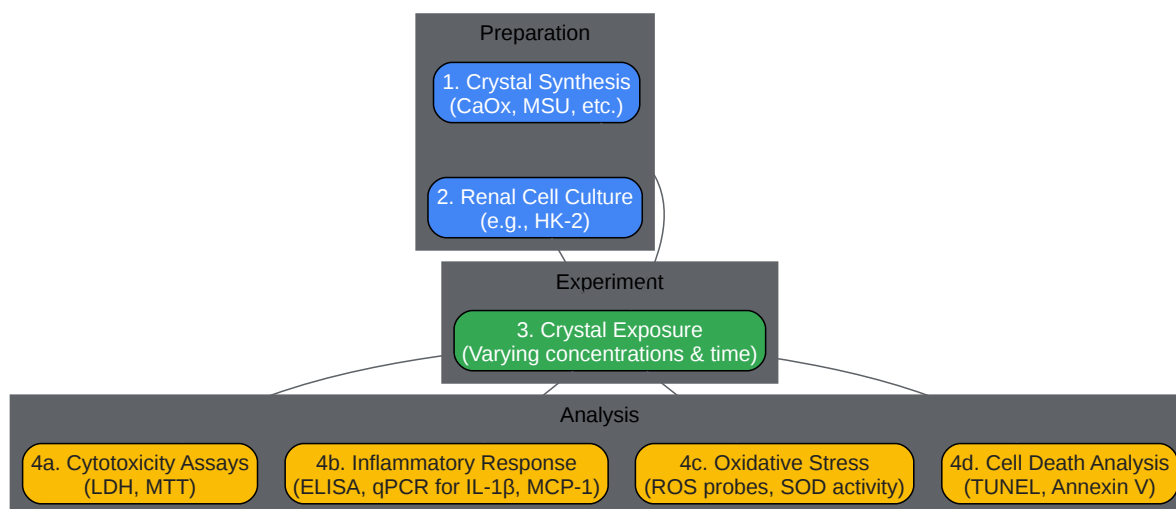 Preparation
1. Crystal Synthesis
(CaOx, MSU, etc.)
2. Renal Cell Culture
(e.g., HK-2)
Experiment
3. Crystal Exposure
(Varying concentrations & time)
Analysis
4a. Cytotoxicity Assays
(LDH, MTT)
4b. Inflammatory Response
(ELISA, qPCR for IL-1β, MCP-1)
4c. Oxidative Stress
(ROS probes, SOD activity)
4d. Cell Death Analysis
(TUNEL, Annexin V)